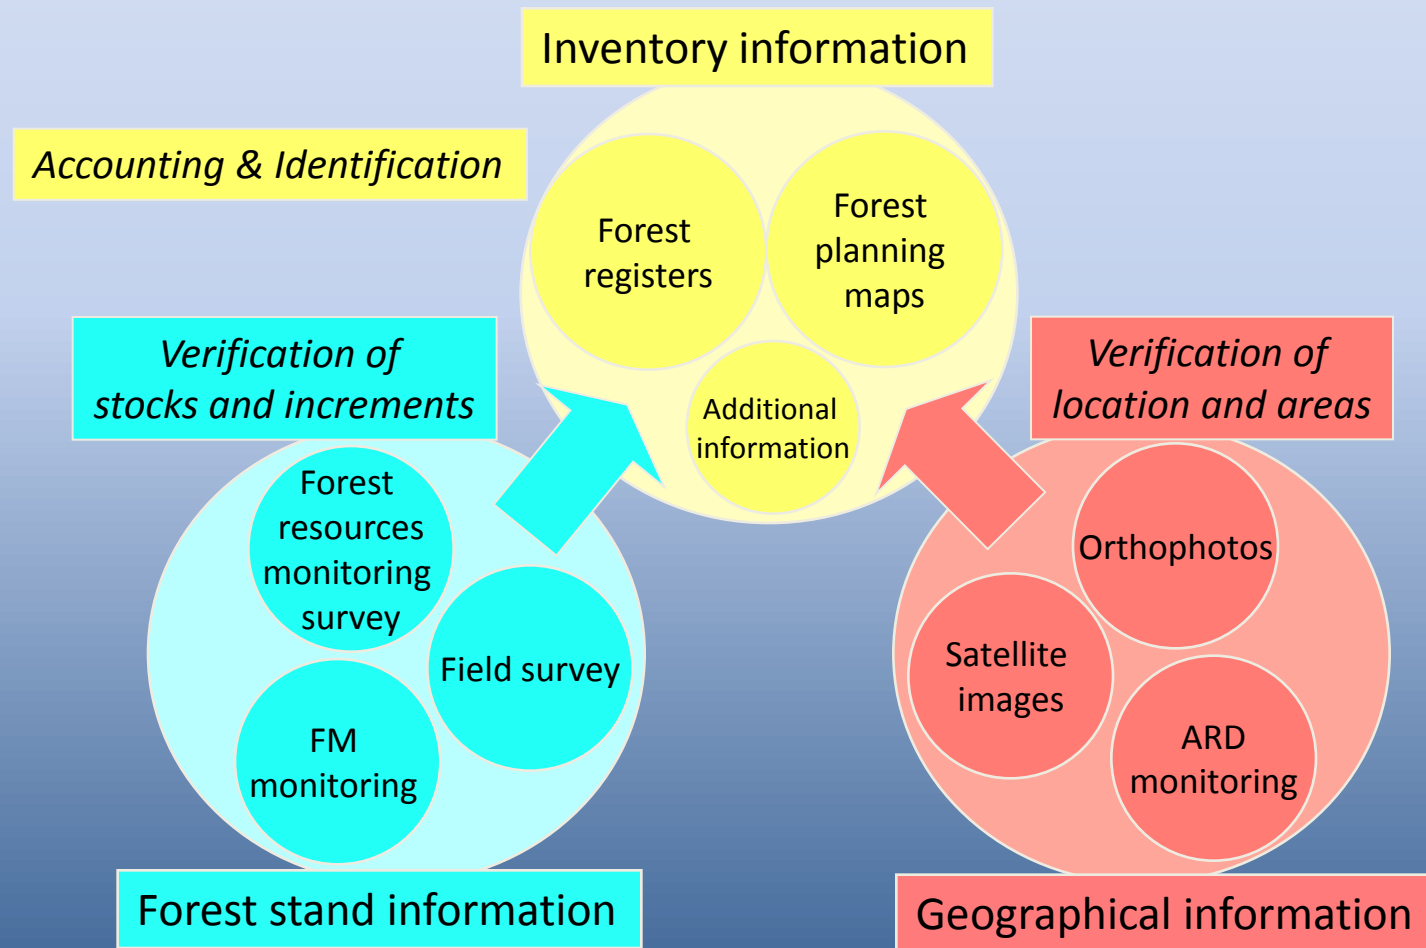 Inventory information
Accounting & Identification
Forest
registers
Forest
planning
maps
Additional
information
Verification of
stocks and increments
Verification of
location and areas
Forest
resources
monitoring
survey
Field survey
FM
monitoring
Orthophotos
Satellite
images
ARD
monitoring
Forest stand information
Geographical information